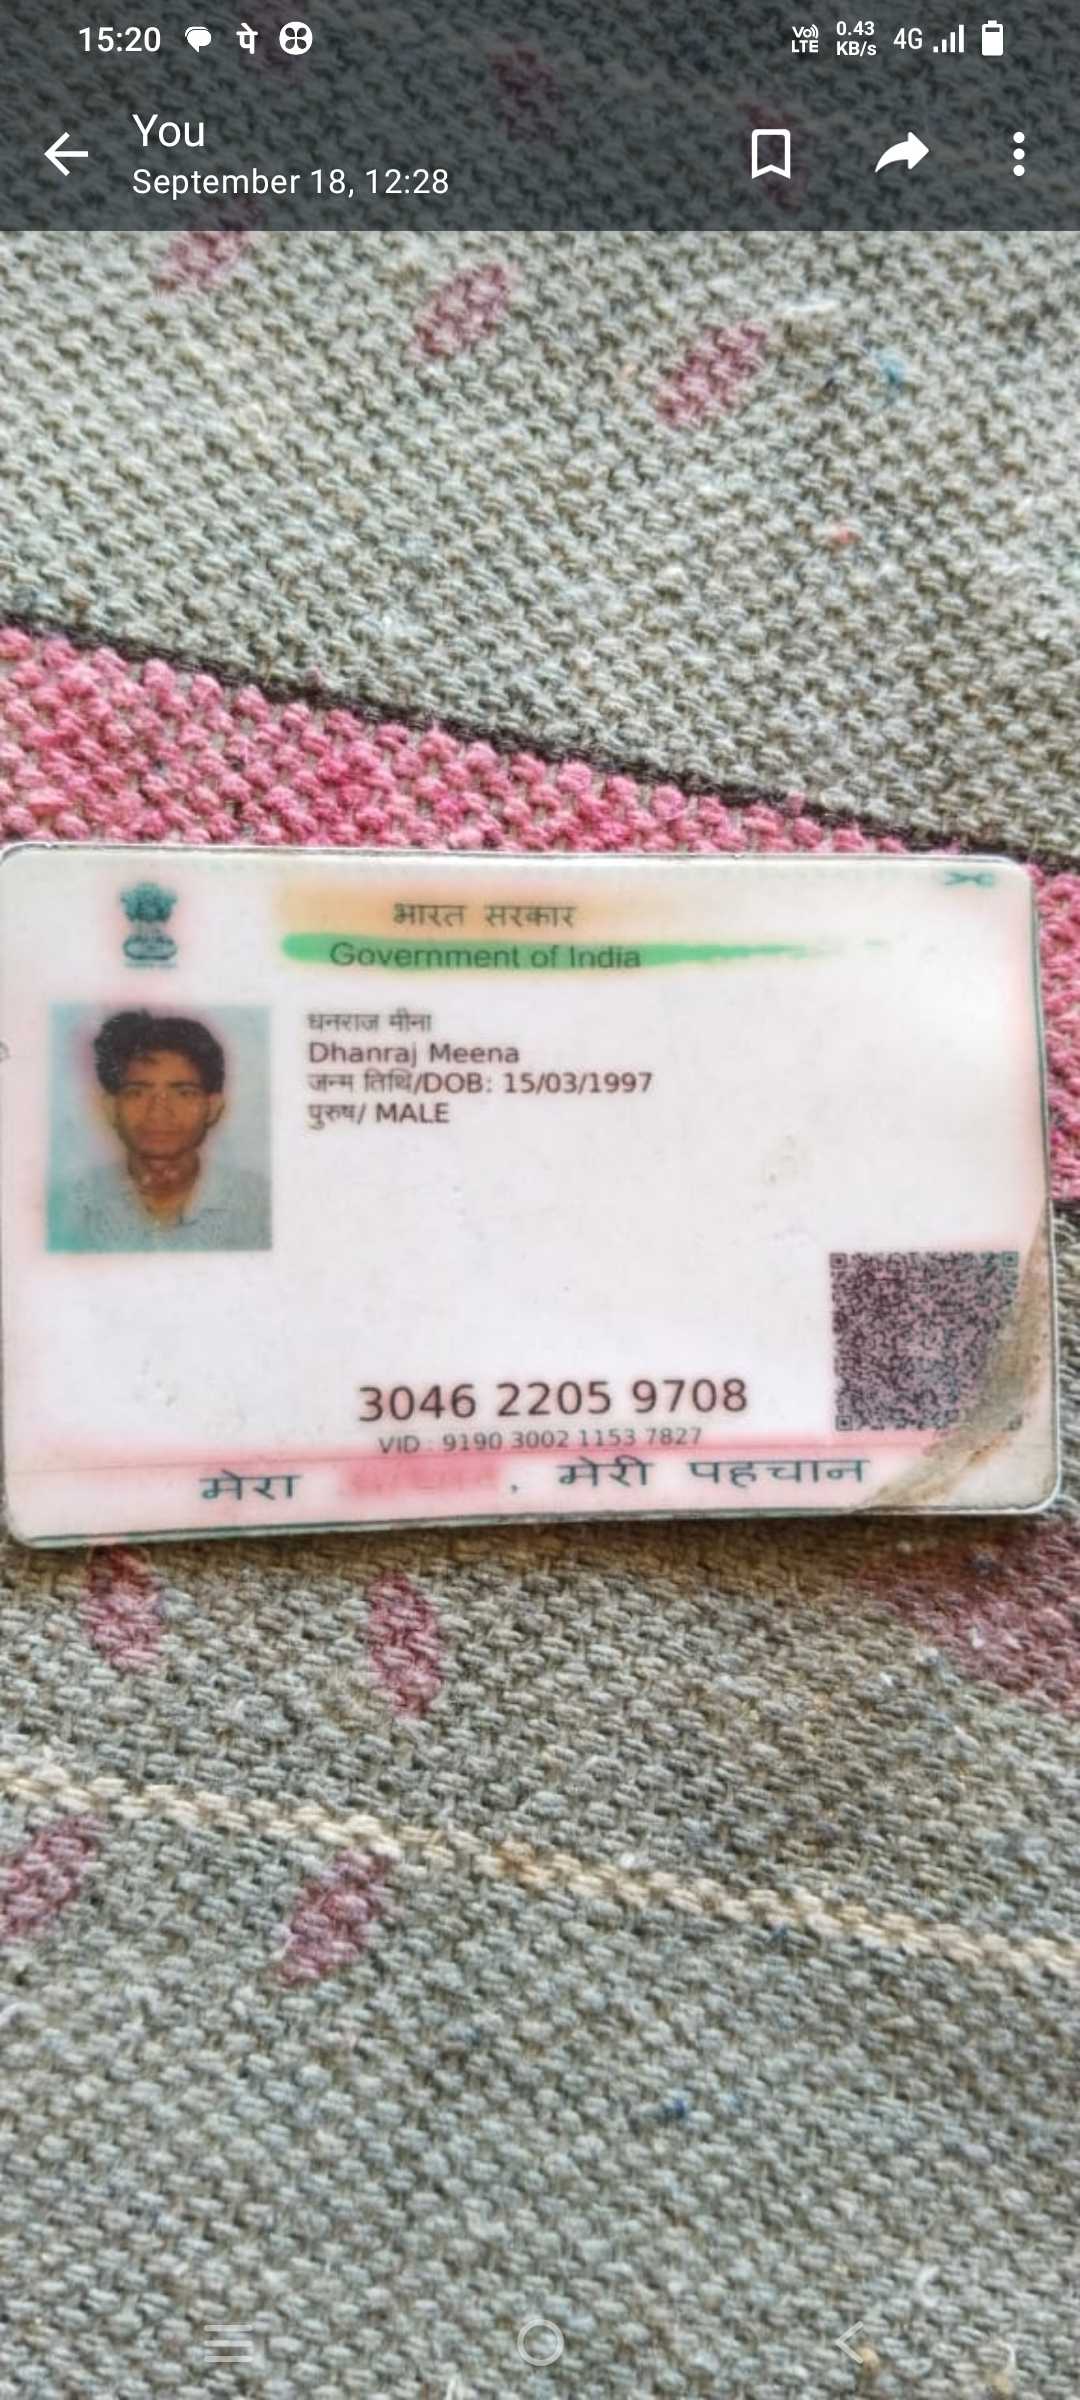 15:20 पे Vo) LTE 0.43 KB/s 4G
You
September 18, 12:28
भारत सरकार
Government of India
धनराज मीना
Dhanraj Meena
जन्म तिथि/DOB: 15/03/1997
पुरुष/ MALE
3046 2205 9708
VID : 9190 3002 1153 7827
मेरा , मेरी पहचान